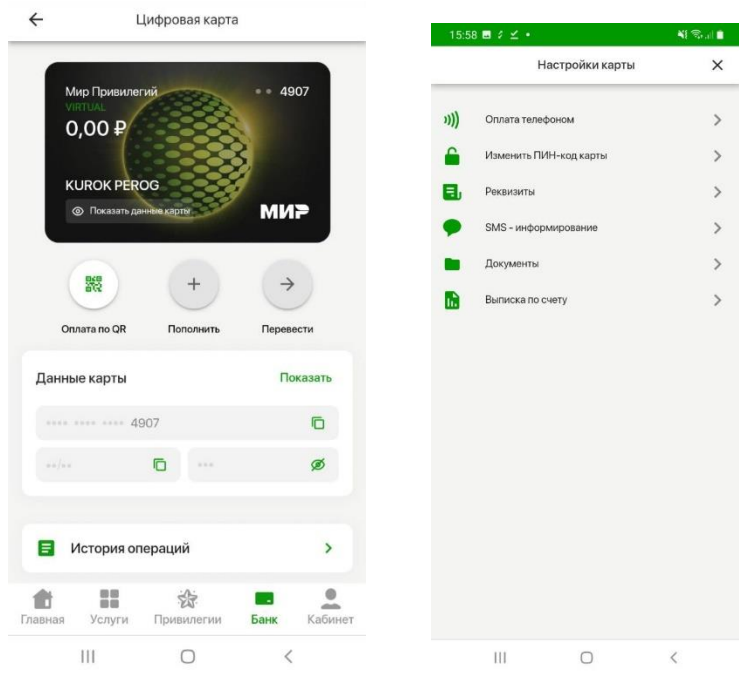 Цифровая карта
Мир Привилегий
4907
VIRTUAL
0,00 ₽
KUROK PEROG
Показать данные карты
МИР
Оплата по QR
Пополнить
Перевести
Данные карты
Показать
•••• •••• •••• 4907
••/••
•••
История операций
Главная
Услуги
Привилегии
Банк
Кабинет
15:58
Настройки карты
Оплата телефоном
Изменить ПИН-код карты
Реквизиты
SMS - информирование
Документы
Выписка по счету